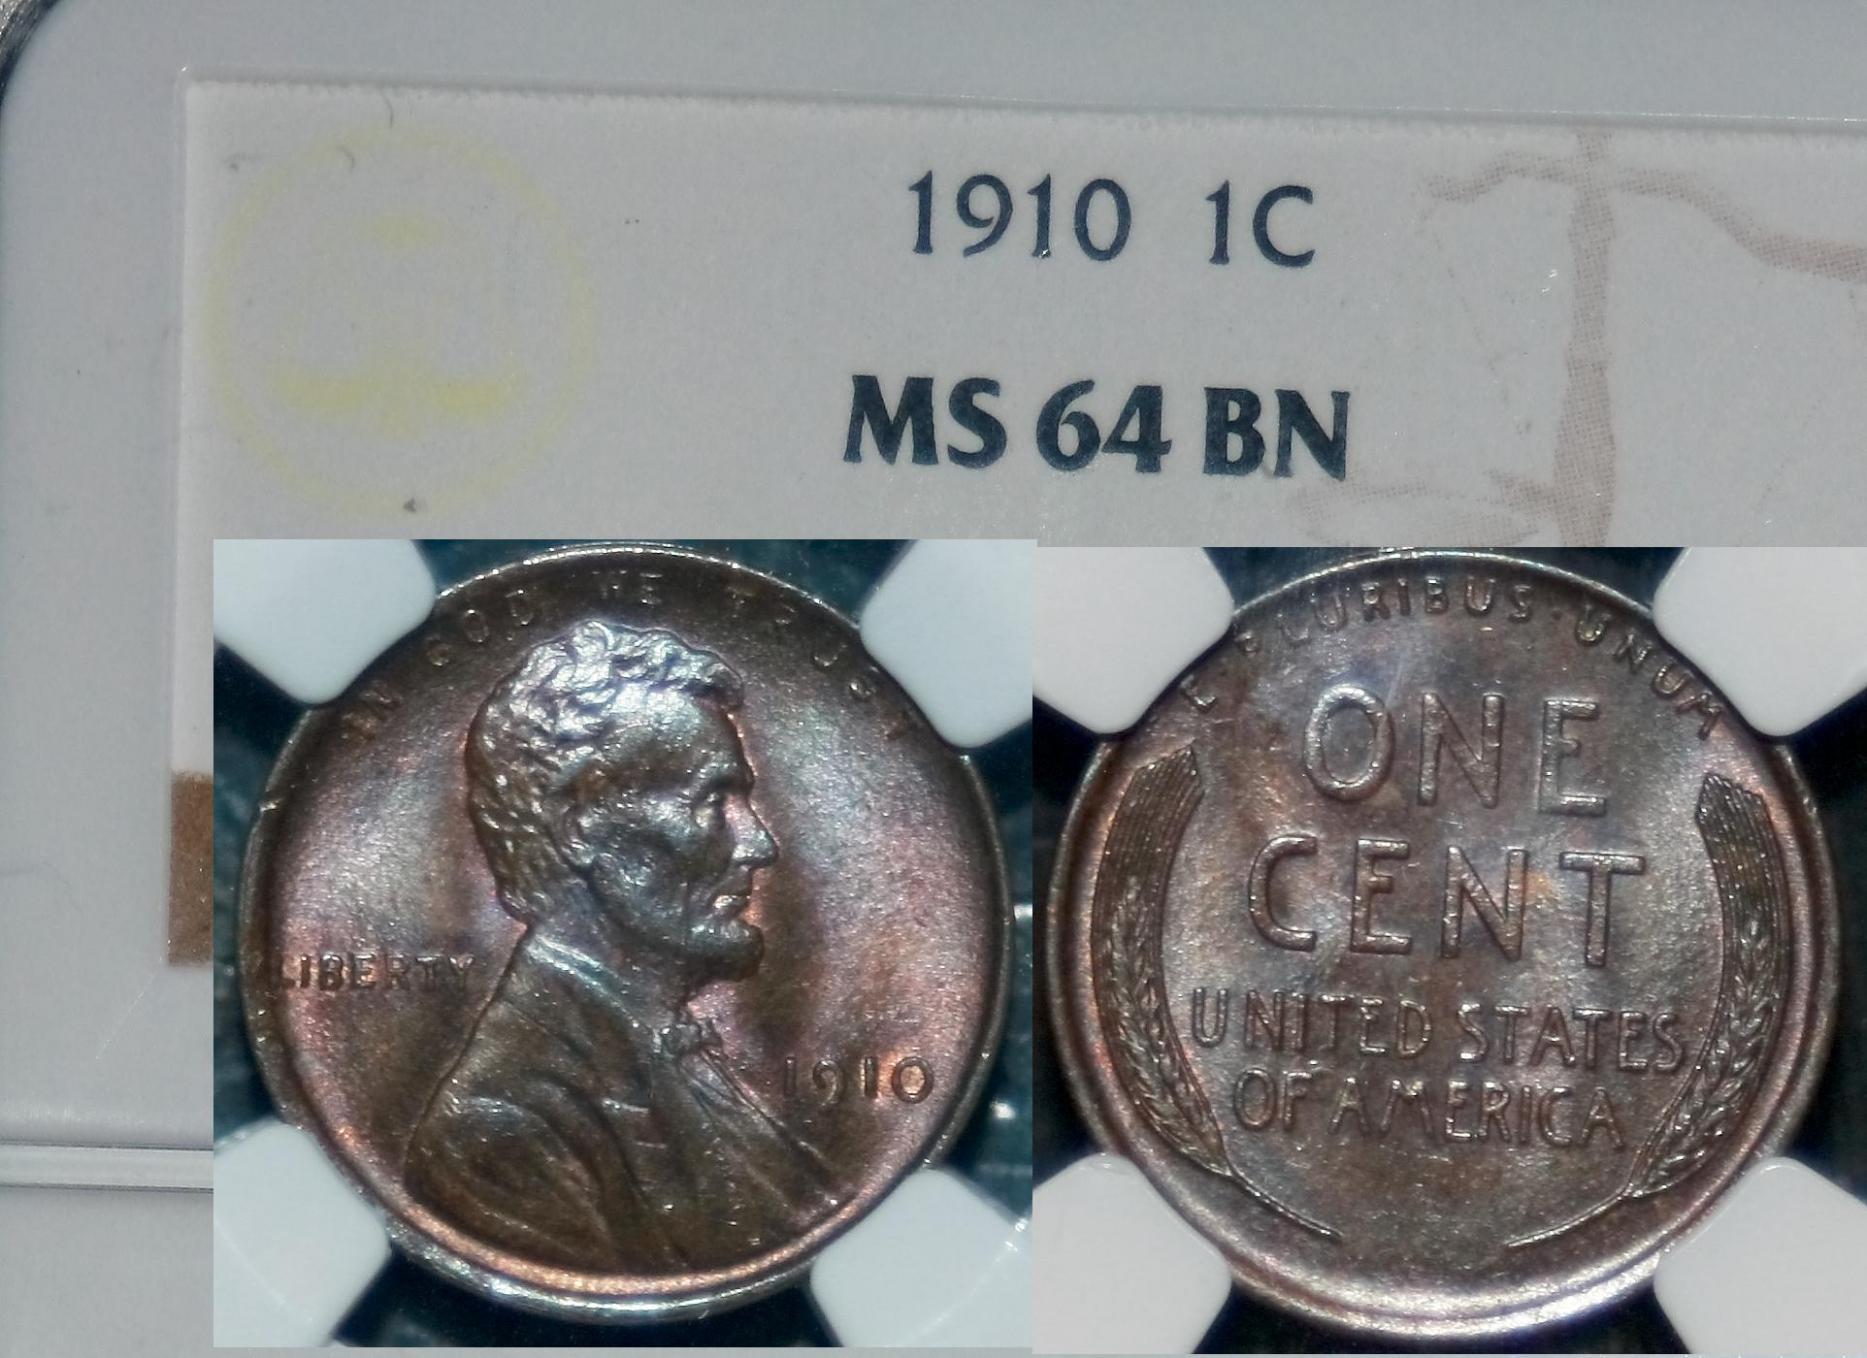 1910 1C
MS 64 BN
IN GOD WE TRUST
LIBERTY
1910
E PLURIBUS · UNUM
ONE
CENT
UNITED STATES
OF AMERICA